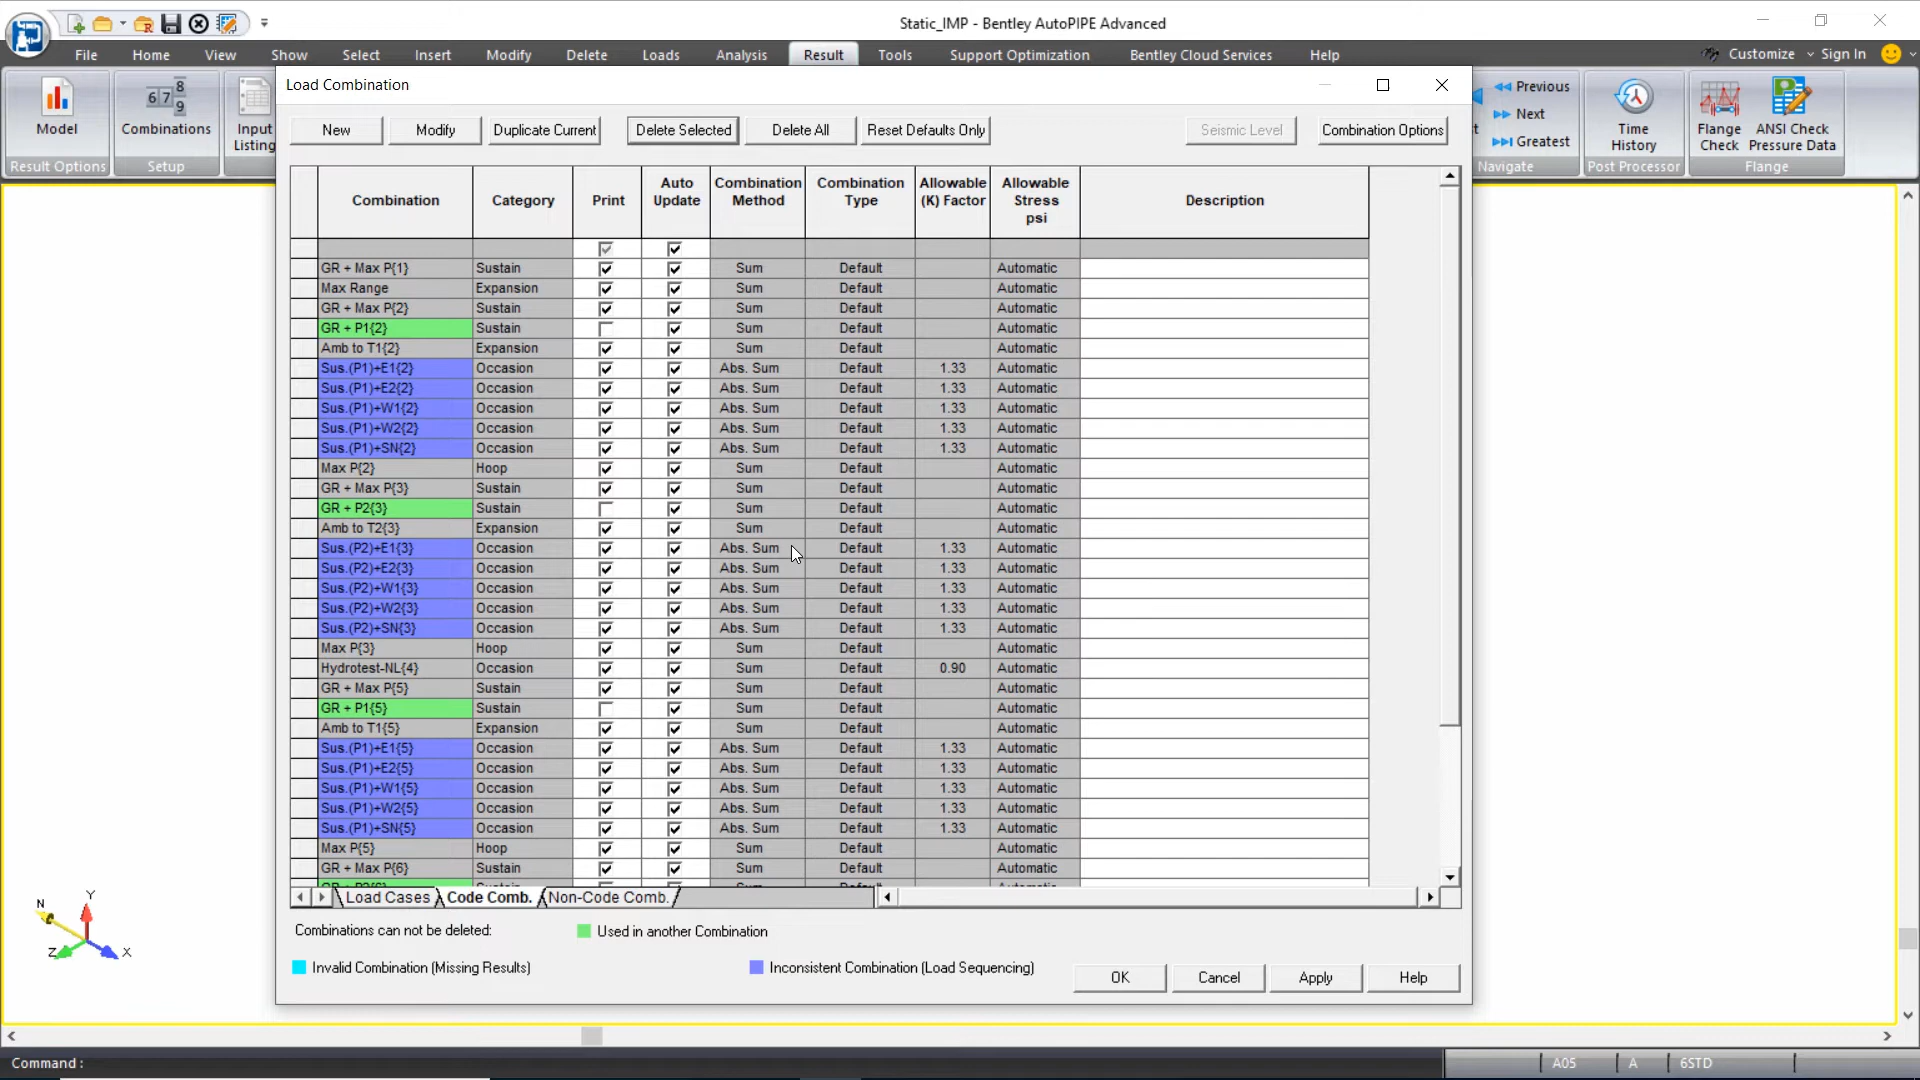 Static_IMP - Bentley AutoPIPE Advanced
File Home View Show Select Insert Modify Delete Loads Analysis Result Tools Support Optimization Bentley Cloud Services Help Customize Sign In
Model Combinations Input Listing Previous Next Greatest Time History Flange Check ANSI Check Pressure Data
Result Options Setup Navigate Post Processor Flange
Load Combination
New Modify Duplicate Current Delete Selected Delete All Reset Defaults Only Seismic Level Combination Options
Combination Category Print Auto Update Combination Method Combination Type Allowable (K) Factor Allowable Stress psi Description
GR + Max P{1} Sustain Sum Default Automatic
Max Range Expansion Sum Default Automatic
GR + Max P{2} Sustain Sum Default Automatic
GR + P1{2} Sustain Sum Default Automatic
Amb to T1{2} Expansion Sum Default Automatic
Sus.(P1)+E1{2} Occasion Abs. Sum Default 1.33 Automatic
Sus.(P1)+E2{2} Occasion Abs. Sum Default 1.33 Automatic
Sus.(P1)+W1{2} Occasion Abs. Sum Default 1.33 Automatic
Sus.(P1)+W2{2} Occasion Abs. Sum Default 1.33 Automatic
Sus.(P1)+SN{2} Occasion Abs. Sum Default 1.33 Automatic
Max P{2} Hoop Sum Default Automatic
GR + Max P{3} Sustain Sum Default Automatic
GR + P2{3} Sustain Sum Default Automatic
Amb to T2{3} Expansion Sum Default Automatic
Sus.(P2)+E1{3} Occasion Abs. Sum Default 1.33 Automatic
Sus.(P2)+E2{3} Occasion Abs. Sum Default 1.33 Automatic
Sus.(P2)+W1{3} Occasion Abs. Sum Default 1.33 Automatic
Sus.(P2)+W2{3} Occasion Abs. Sum Default 1.33 Automatic
Sus.(P2)+SN{3} Occasion Abs. Sum Default 1.33 Automatic
Max P{3} Hoop Sum Default Automatic
Hydrotest-NL{4} Occasion Sum Default 0.90 Automatic
GR + Max P{5} Sustain Sum Default Automatic
GR + P1{5} Sustain Sum Default Automatic
Amb to T1{5} Expansion Sum Default Automatic
Sus.(P1)+E1{5} Occasion Abs. Sum Default 1.33 Automatic
Sus.(P1)+E2{5} Occasion Abs. Sum Default 1.33 Automatic
Sus.(P1)+W1{5} Occasion Abs. Sum Default 1.33 Automatic
Sus.(P1)+W2{5} Occasion Abs. Sum Default 1.33 Automatic
Sus.(P1)+SN{5} Occasion Abs. Sum Default 1.33 Automatic
Max P{5} Hoop Sum Default Automatic
GR + Max P{6} Sustain Sum Default Automatic
Load Cases Code Comb. Non-Code Comb.
Combinations can not be deleted: Used in another Combination
Invalid Combination (Missing Results) Inconsistent Combination (Load Sequencing)
OK Cancel Apply Help
N Y Z X
Command: A05 A 6STD